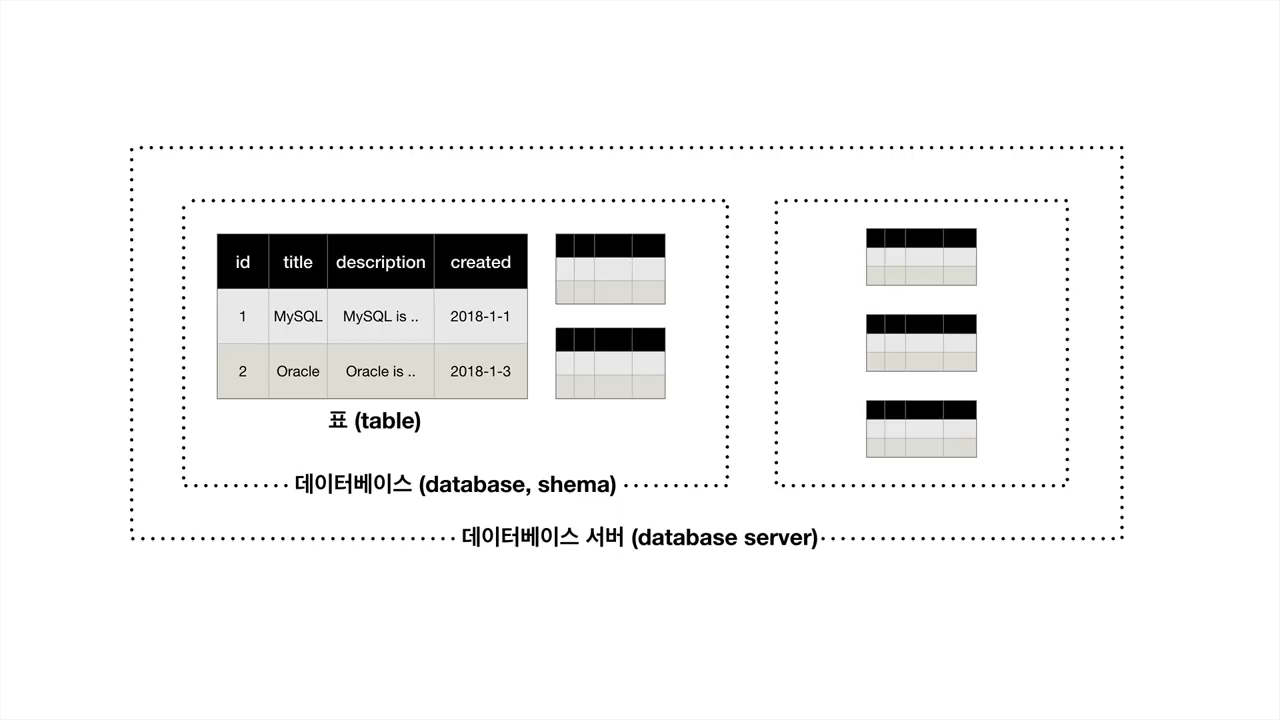 id title description created
1 MySQL MySQL is .. 2018-1-1
2 Oracle Oracle is .. 2018-1-3
표 (table)
데이터베이스 (database, shema)
데이터베이스 서버 (database server)